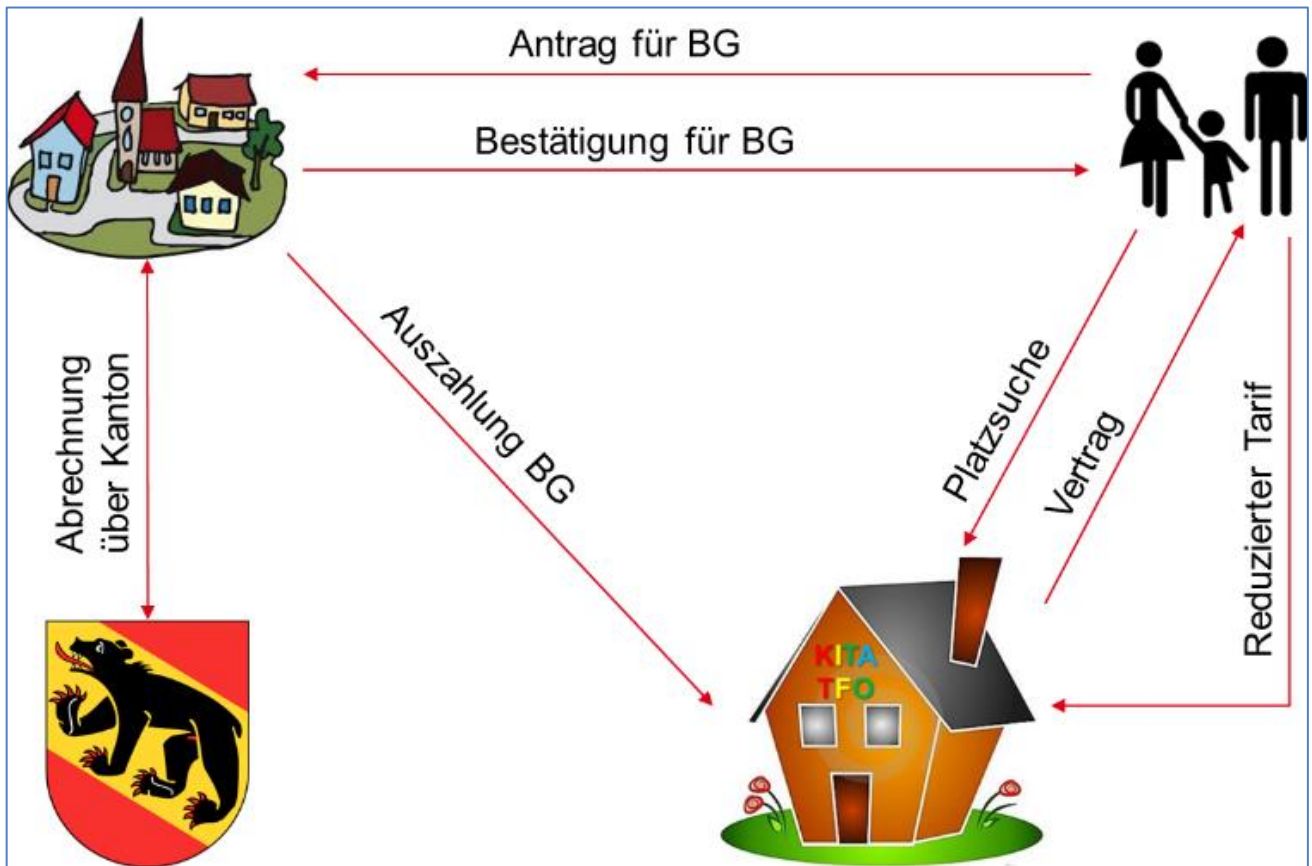 Antrag für BG
Bestätigung für BG
Abrechnung
über Kanton
Auszahlung BG
Platzsuche
Vertrag
Reduzierter Tarif
KITA
TFO